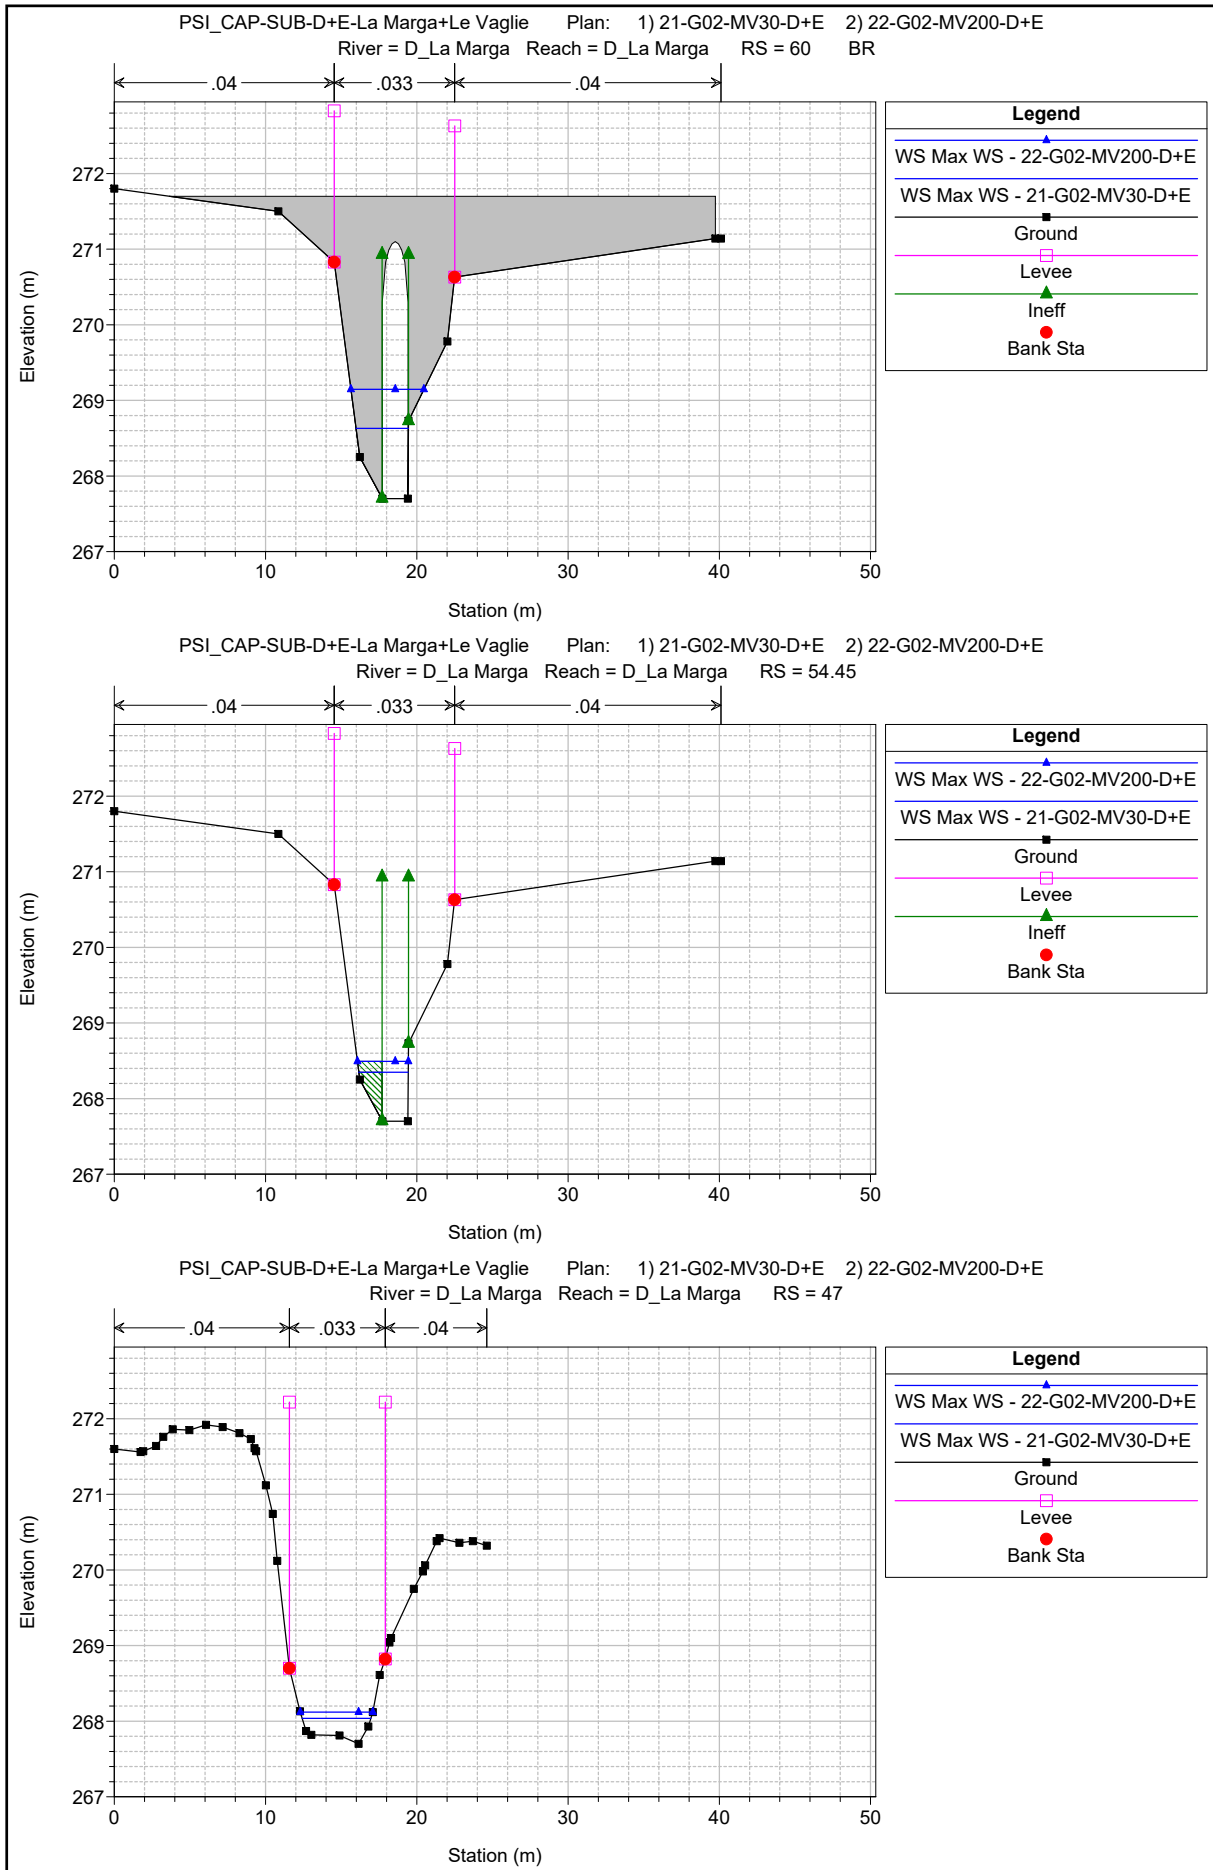 PSI_CAP-SUB-D+E-La Marga+Le Vaglie Plan: 1) 21-G02-MV30-D+E 2) 22-G02-MV200-D+E
River = D_La Marga Reach = D_La Marga RS = 60 BR
.04 .033 .04
Legend
WS Max WS - 22-G02-MV200-D+E
WS Max WS - 21-G02-MV30-D+E
Ground
Levee
Ineff
Bank Sta
272
271
270
269
268
267
Elevation (m)
0 10 20 30 40 50
Station (m)
PSI_CAP-SUB-D+E-La Marga+Le Vaglie Plan: 1) 21-G02-MV30-D+E 2) 22-G02-MV200-D+E
River = D_La Marga Reach = D_La Marga RS = 54.45
.04 .033 .04
Legend
WS Max WS - 22-G02-MV200-D+E
WS Max WS - 21-G02-MV30-D+E
Ground
Levee
Ineff
Bank Sta
272
271
270
269
268
267
Elevation (m)
0 10 20 30 40 50
Station (m)
PSI_CAP-SUB-D+E-La Marga+Le Vaglie Plan: 1) 21-G02-MV30-D+E 2) 22-G02-MV200-D+E
River = D_La Marga Reach = D_La Marga RS = 47
.04 .033 .04
Legend
WS Max WS - 22-G02-MV200-D+E
WS Max WS - 21-G02-MV30-D+E
Ground
Levee
Bank Sta
272
271
270
269
268
267
Elevation (m)
0 10 20 30 40 50
Station (m)